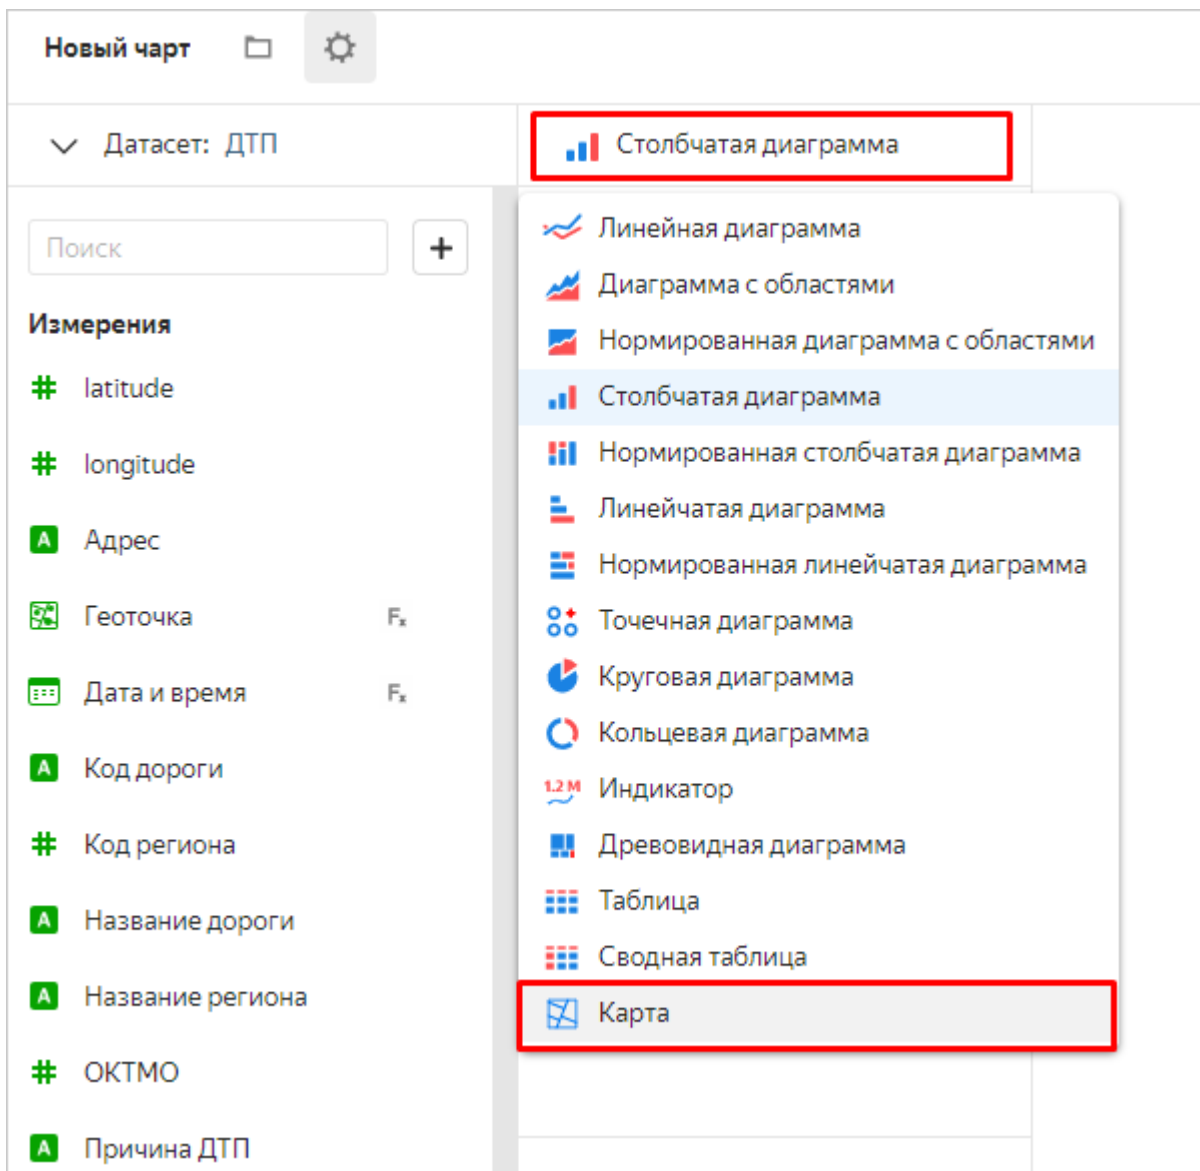 Новый чарт
Датасет: ДТП
Столбчатая диаграмма
Поиск
Измерения
latitude
longitude
Адрес
Геоточка Fx
Дата и время Fx
Код дороги
Код региона
Название дороги
Название региона
ОКТМО
Причина ДТП
Линейная диаграмма
Диаграмма с областями
Нормированная диаграмма с областями
Столбчатая диаграмма
Нормированная столбчатая диаграмма
Линейчатая диаграмма
Нормированная линейчатая диаграмма
Точечная диаграмма
Круговая диаграмма
Кольцевая диаграмма
1.2 M Индикатор
Древовидная диаграмма
Таблица
Сводная таблица
Карта